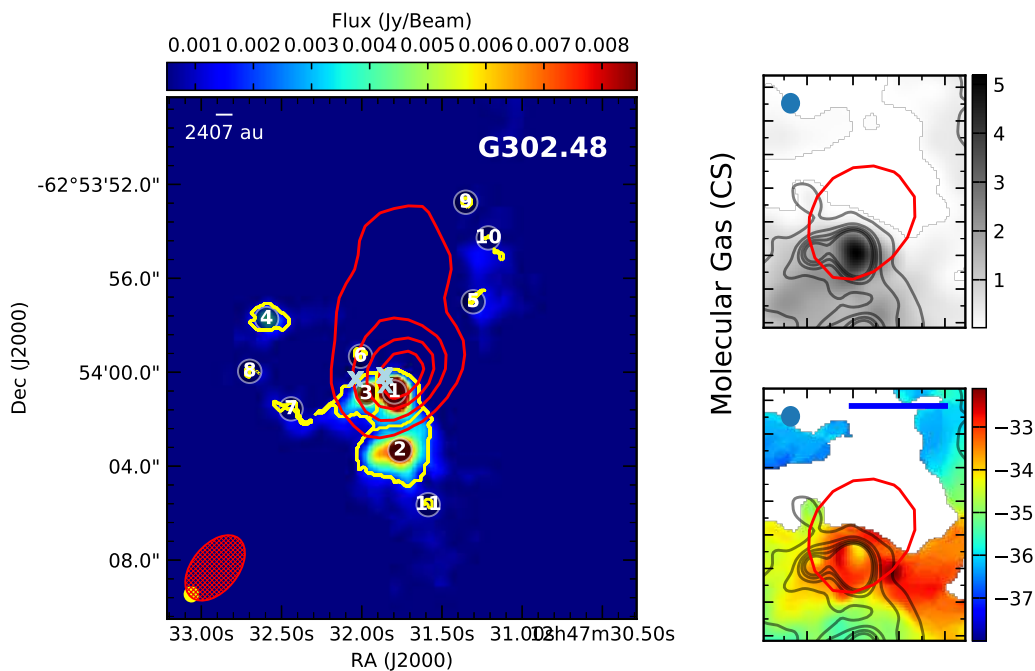 Flux (Jy/Beam)
0.001 0.002 0.003 0.004 0.005 0.006 0.007 0.008
2407 au
G302.48
-62°53'52.0"
56.0"
54'00.0"
04.0"
08.0"
Dec (J2000)
9
10
5
4
6
8
X X
X
3 1
7
2
11
33.00s 32.50s 32.00s 31.50s 31.00s 12h47m30.50s
RA (J2000)
Molecular Gas (CS)
5
4
3
2
1
−33
−34
−35
−36
−37